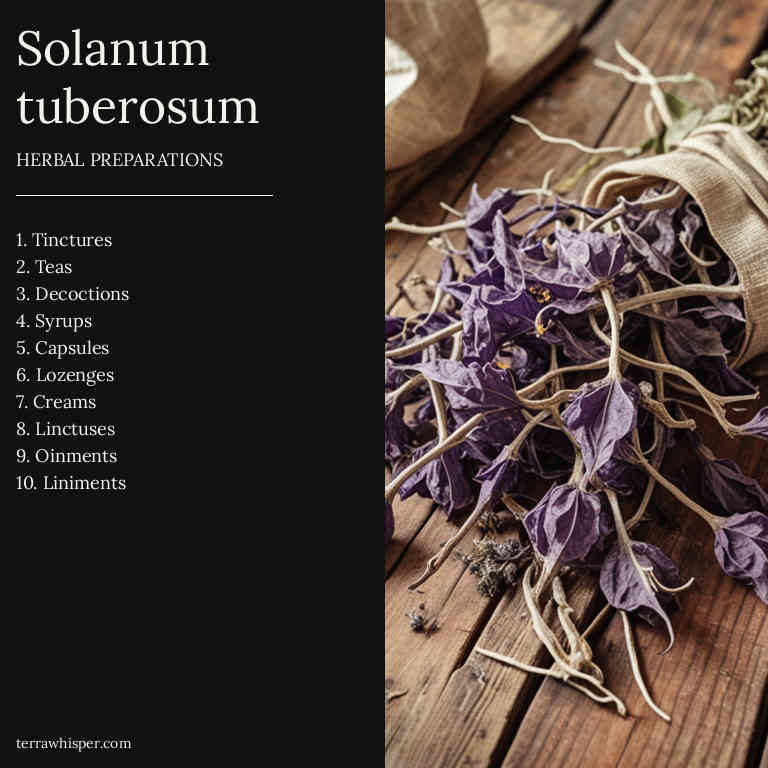 Solanum
tuberosum
HERBAL PREPARATIONS
1. Tinctures
2. Teas
3. Decoctions
4. Syrups
5. Capsules
6. Lozenges
7. Creams
8. Linctuses
9. Oinments
10. Liniments
terrawhisper.com